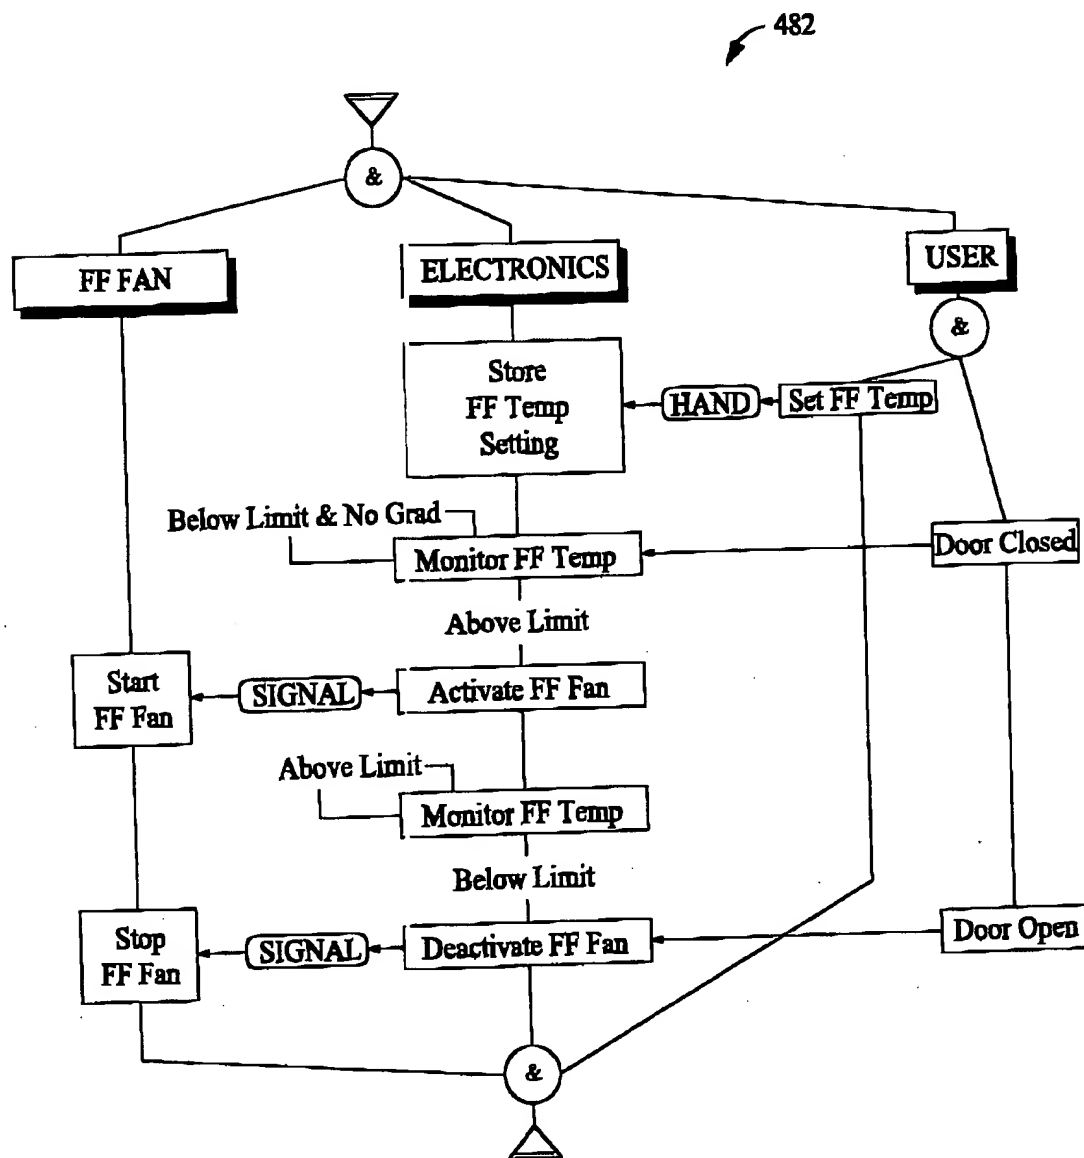 482
&
FF FAN
ELECTRONICS
USER
&
Store
FF Temp
Setting
HAND
Set FF Temp
Below Limit & No Grad
Monitor FF Temp
Door Closed
Above Limit
Start
FF Fan
SIGNAL
Activate FF Fan
Above Limit
Monitor FF Temp
Below Limit
Stop
FF Fan
SIGNAL
Deactivate FF Fan
Door Open
&